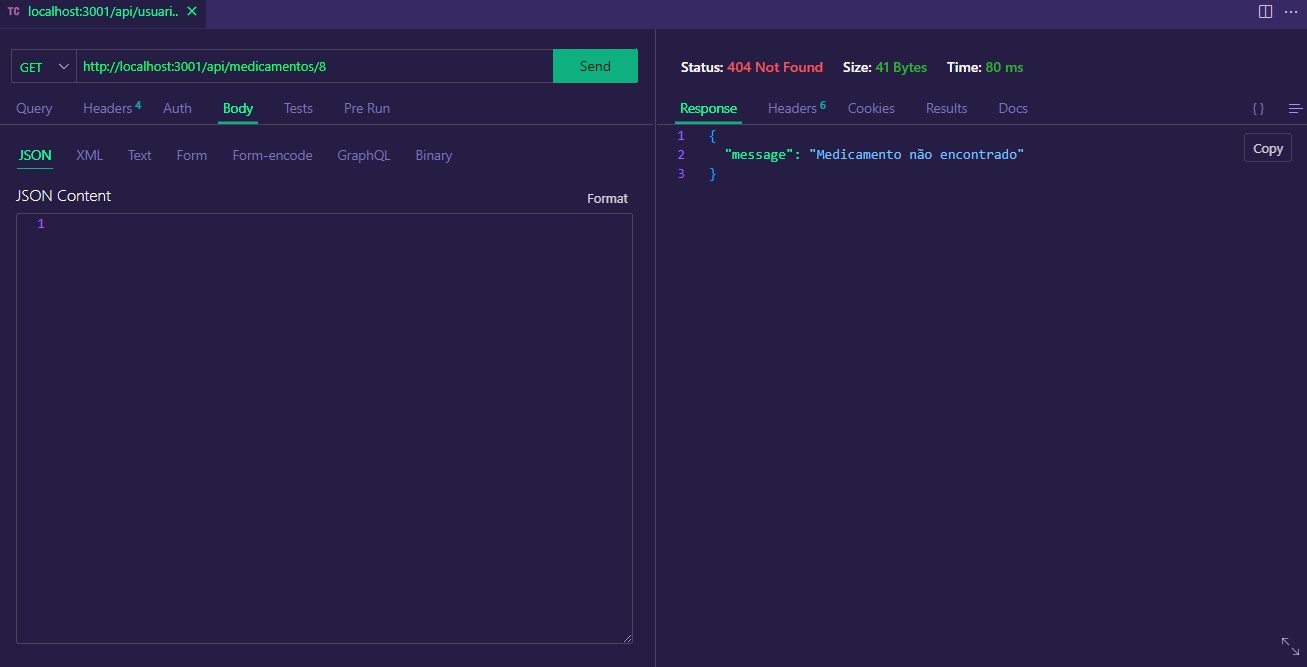 TC localhost:3001/api/usuari..
GET http://localhost:3001/api/medicamentos/8 Send
Query Headers 4 Auth Body Tests Pre Run
JSON XML Text Form Form-encode GraphQL Binary
JSON Content Format
1
Status: 404 Not Found Size: 41 Bytes Time: 80 ms
Response Headers 6 Cookies Results Docs { }
Copy
1 {
2 "message": "Medicamento não encontrado"
3 }